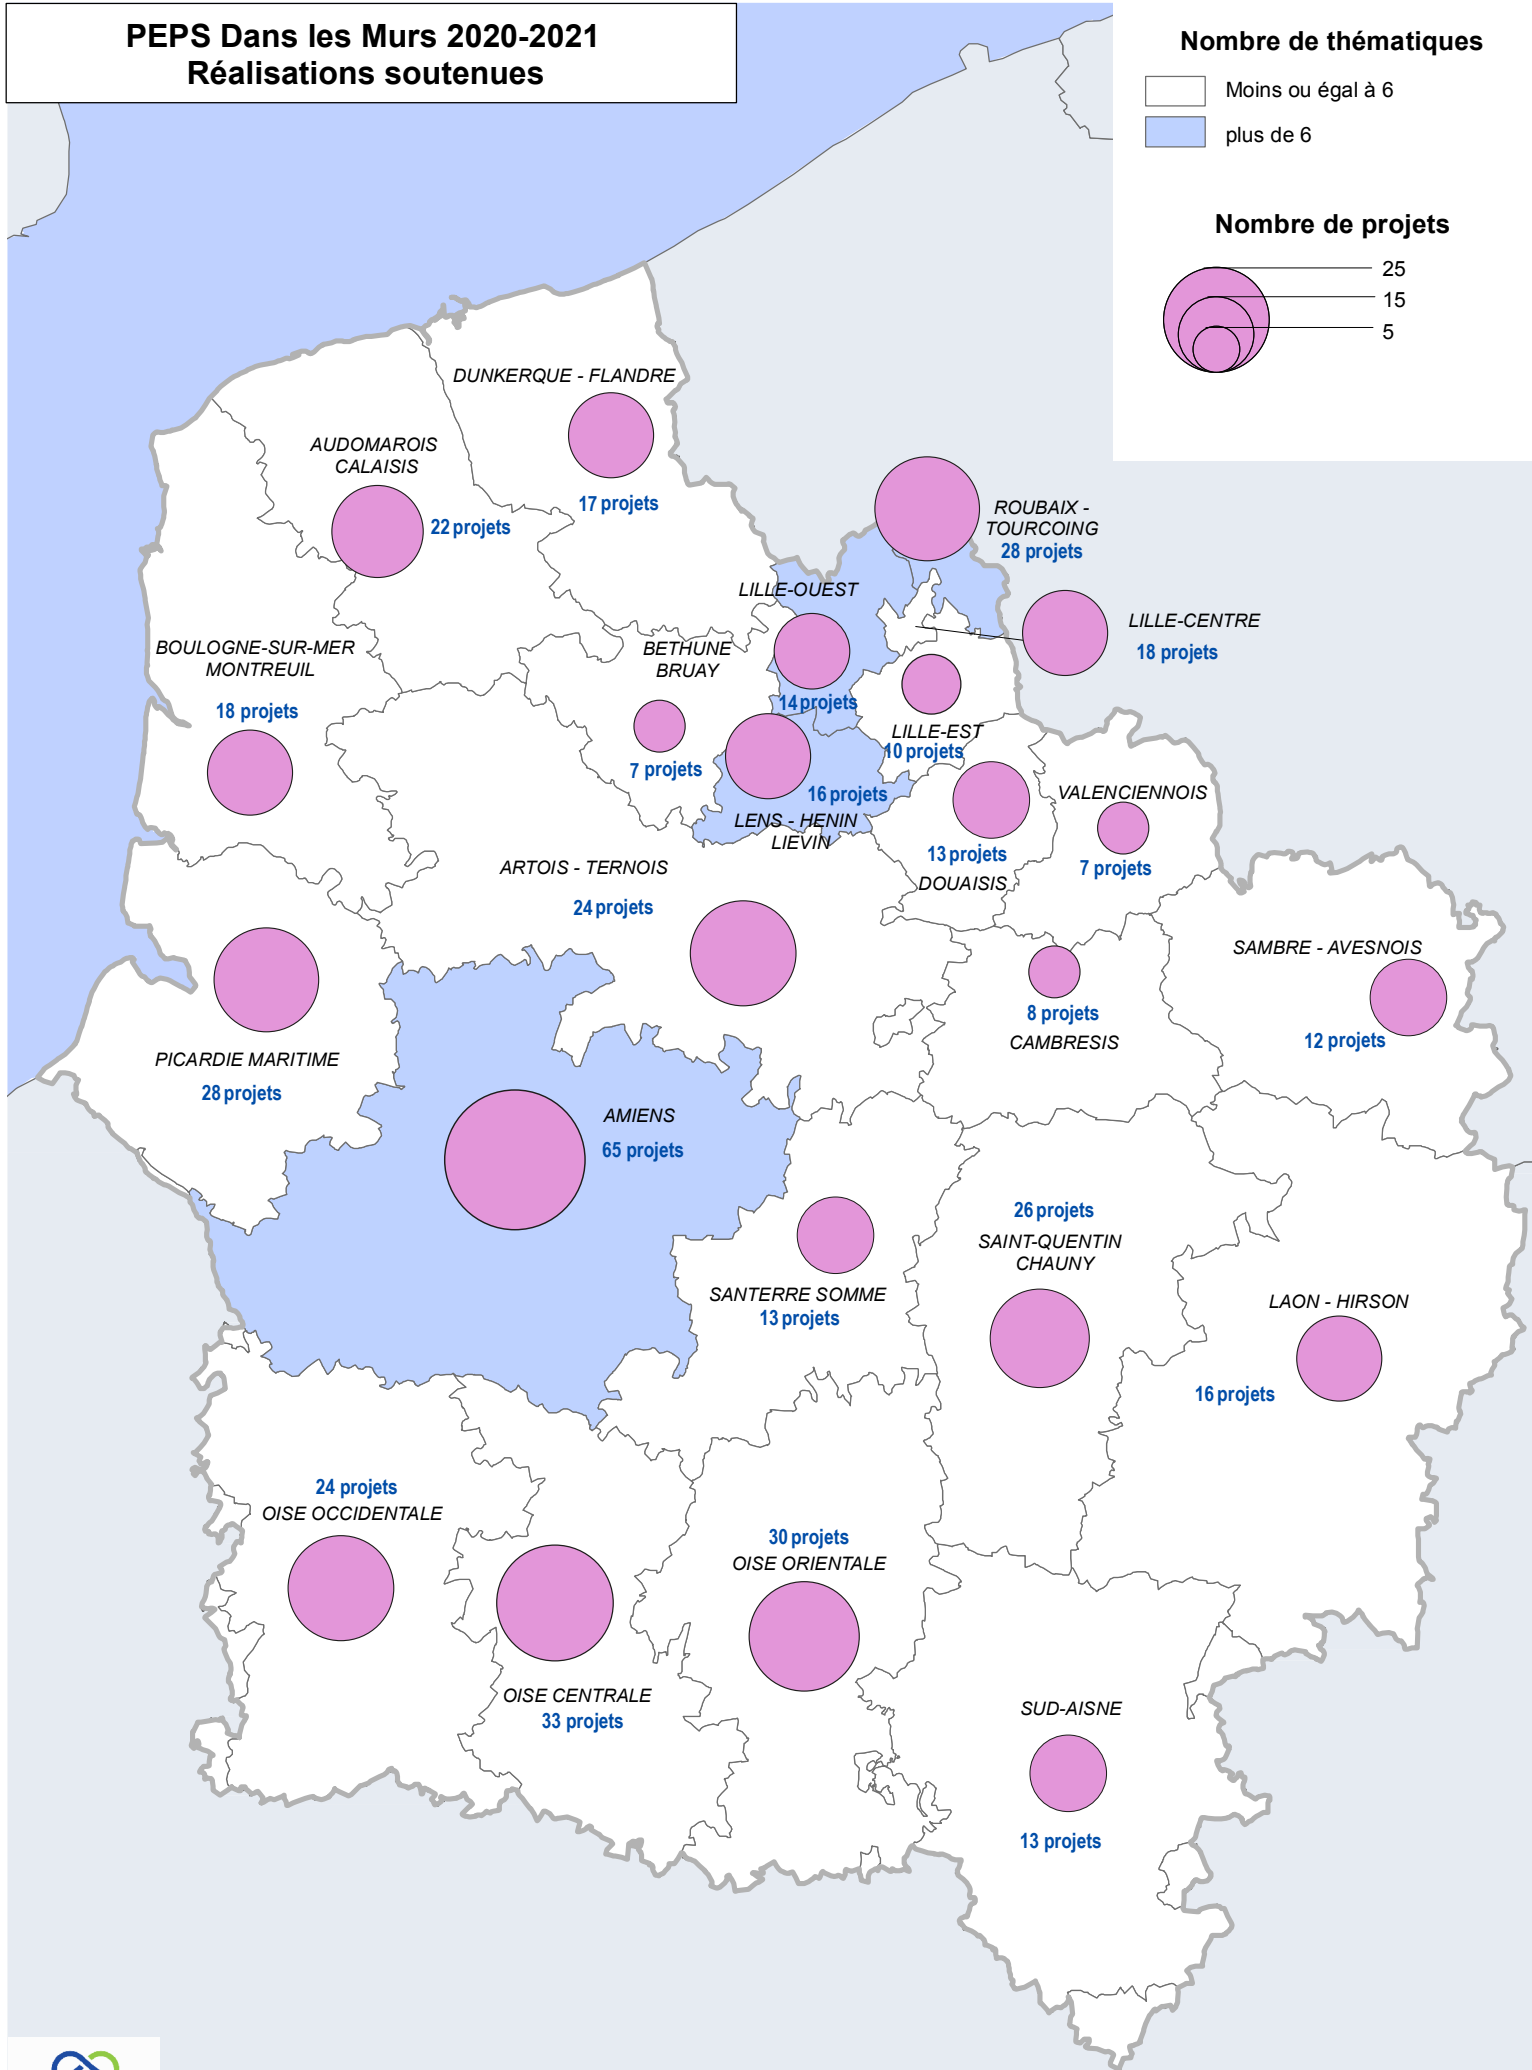 PEPS Dans les Murs 2020-2021
Réalisations soutenues
Nombre de thématiques
Moins ou égal à 6
plus de 6
Nombre de projets
25
15
5
DUNKERQUE - FLANDRE
17 projets
AUDOMAROIS
CALAISIS
22 projets
ROUBAIX -
TOURCOING
28 projets
LILLE-OUEST
14 projets
LILLE-CENTRE
18 projets
BOULOGNE-SUR-MER
MONTREUIL
18 projets
BETHUNE
BRUAY
7 projets
LILLE-EST
10 projets
16 projets
LENS - HENIN
LIEVIN
VALENCIENNOIS
7 projets
13 projets
DOUAISIS
ARTOIS - TERNOIS
24 projets
SAMBRE - AVESNOIS
12 projets
8 projets
CAMBRESIS
PICARDIE MARITIME
28 projets
AMIENS
65 projets
26 projets
SAINT-QUENTIN
CHAUNY
SANTERRE SOMME
13 projets
LAON - HIRSON
16 projets
24 projets
OISE OCCIDENTALE
30 projets
OISE ORIENTALE
OISE CENTRALE
33 projets
SUD-AISNE
13 projets